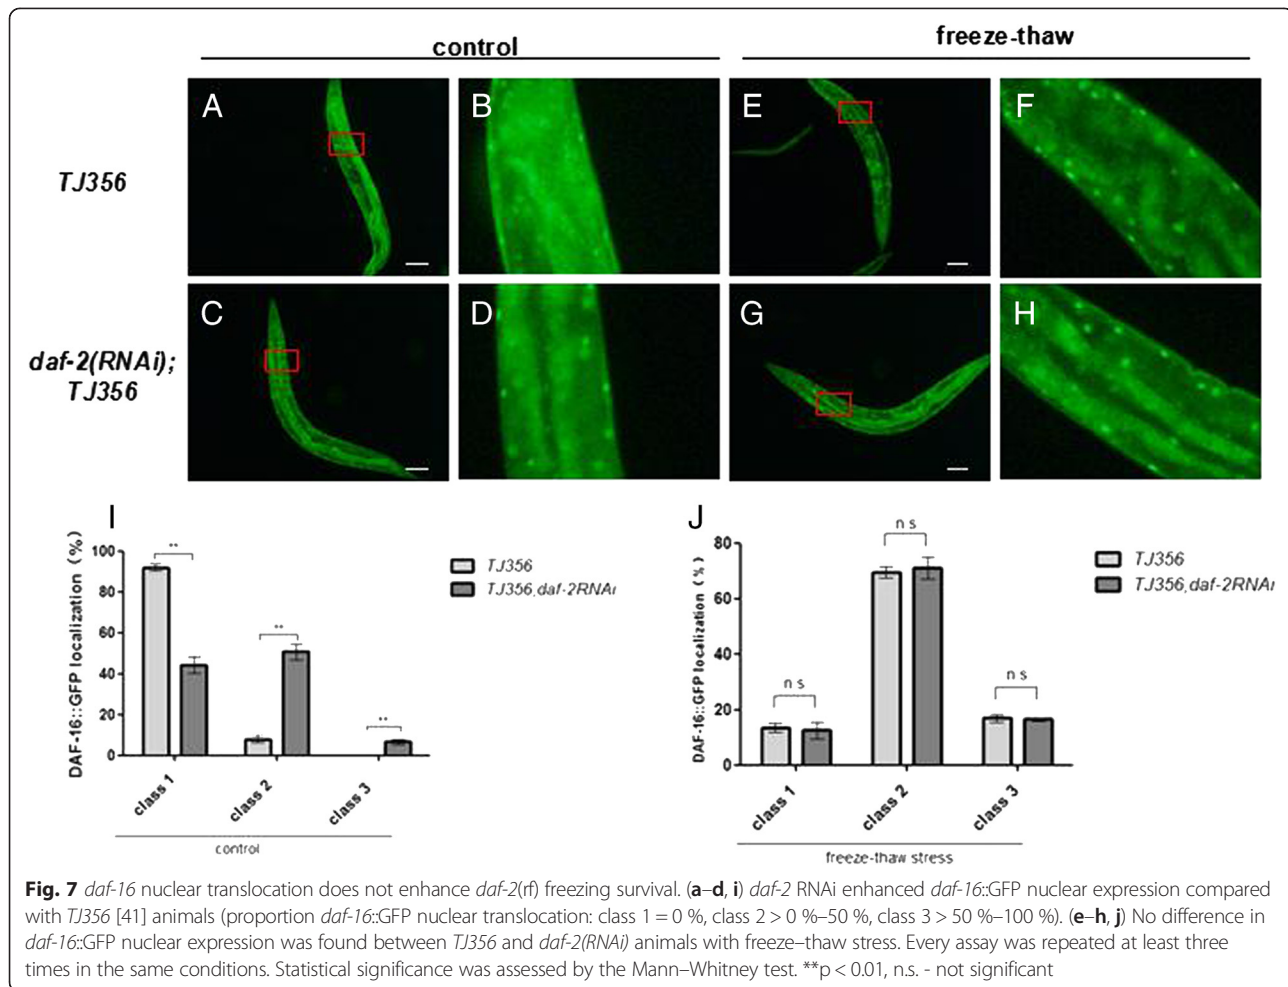 control
freeze-thaw
A
B
E
F
TJ356
C
D
G
H
daf-2(RNAi);
TJ356
I
DAF-16::GFP localization (%)
100
80
60
40
20
0
**
**
**
TJ356
TJ356,daf-2RNAi
class 1
class 2
class 3
control
J
DAF-16::GFP localization (%)
80
60
40
20
0
n s
n s
n s
TJ356
TJ356,daf-2RNAi
class 1
class 2
class 3
freeze-thaw stress
Fig. 7 daf-16 nuclear translocation does not enhance daf-2(rf) freezing survival. (a–d, i) daf-2 RNAi enhanced daf-16::GFP nuclear expression compared
with TJ356 [41] animals (proportion daf-16::GFP nuclear translocation: class 1 = 0 %, class 2 > 0 %–50 %, class 3 > 50 %–100 %). (e–h, j) No difference in
daf-16::GFP nuclear expression was found between TJ356 and daf-2(RNAi) animals with freeze–thaw stress. Every assay was repeated at least three
times in the same conditions. Statistical significance was assessed by the Mann–Whitney test. **p < 0.01, n.s. - not significant